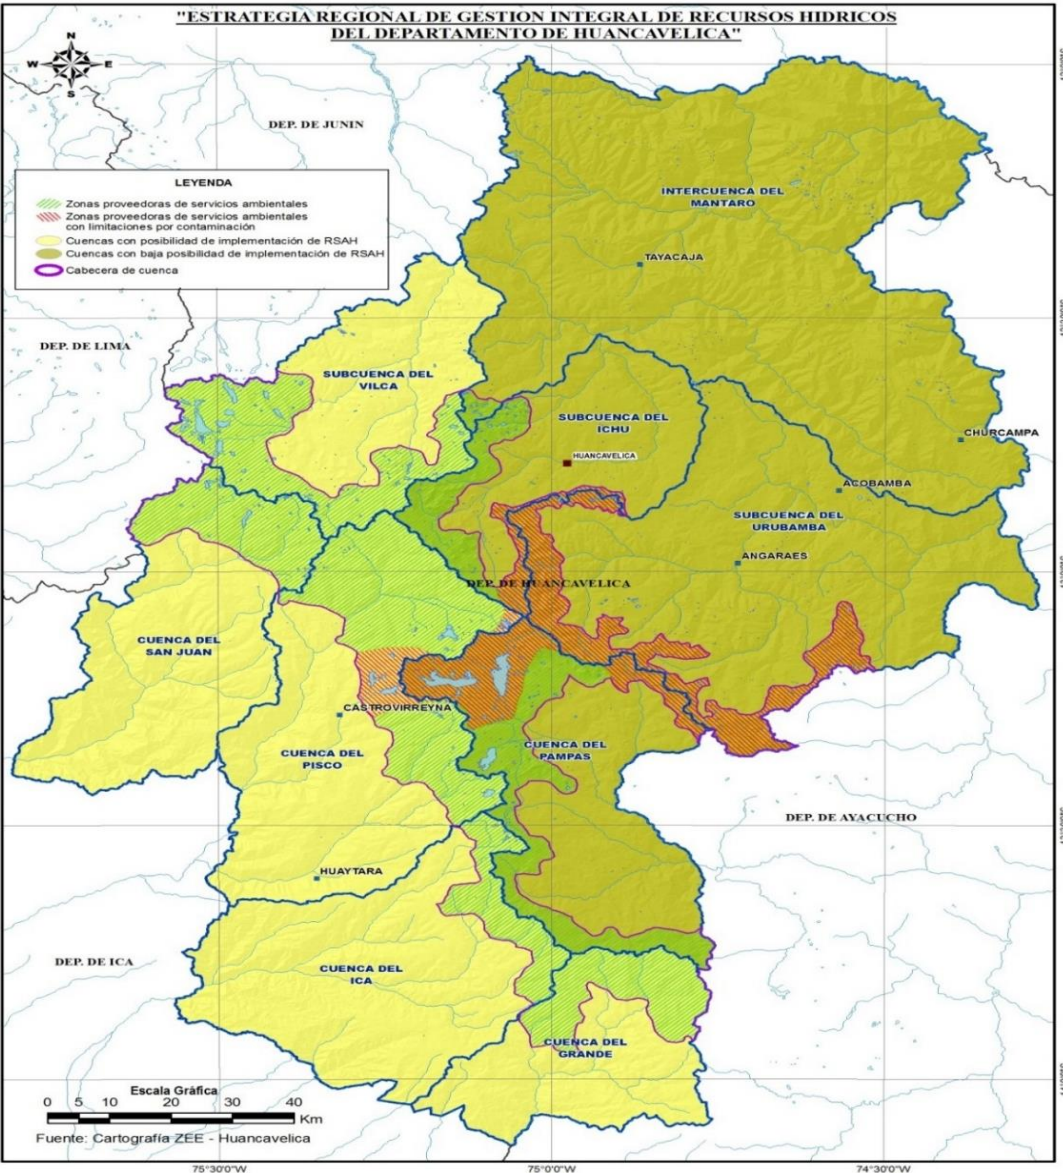 "ESTRATEGIA REGIONAL DE GESTION INTEGRAL DE RECURSOS HIDRICOS
DEL DEPARTAMENTO DE HUANCAVELICA"
N
W E
S
DEP. DE JUNIN
LEYENDA
Zonas proveedoras de servicios ambientales
Zonas proveedoras de servicios ambientales
con limitaciones por contaminación
Cuencas con posibilidad de implementación de RSAH
Cuencas con baja posibilidad de implementación de RSAH
Cabecera de cuenca
INTERCUENCA DEL
MANTARO
TAYACAJA
DEP. DE LIMA
SUBCUENCA DEL
VILCA
SUBCUENCA DEL
ICHU
HUANCAVELICA
CHURCAMPA
ACOBAMBA
SUBCUENCA DEL
URUBAMBA
ANGARAES
DEP. DE HUANCAVELICA
CUENCA DEL
SAN JUAN
CASTROVIRREYNA
CUENCA DEL
PISCO
CUENCA DEL
PAMPAS
DEP. DE AYACUCHO
HUAYTARA
DEP. DE ICA
CUENCA DEL
ICA
CUENCA DEL
GRANDE
Escala Gráfica
0 5 10 20 30 40
Km
Fuente: Cartografía ZEE - Huancavelica
75°30'0"W 75°0'0"W 74°30'0"W